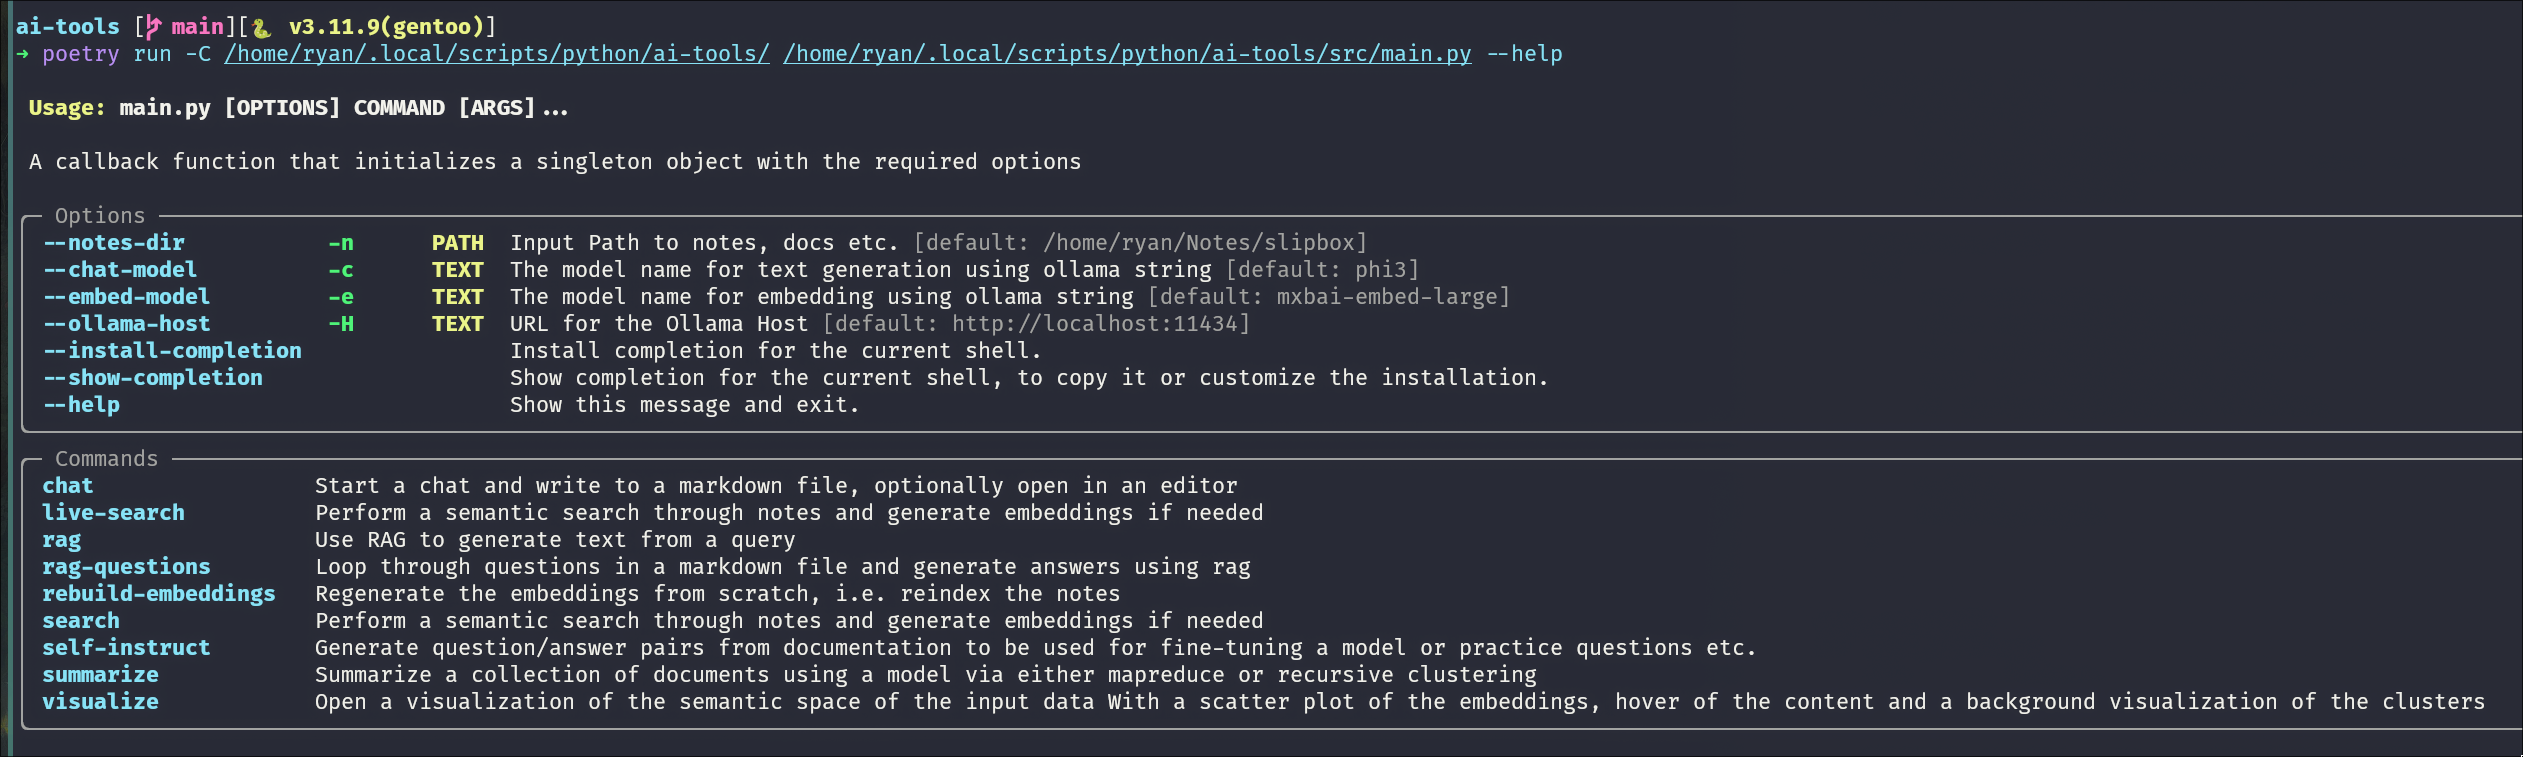 ai-tools [ main][🐍 v3.11.9(gentoo)]
→ poetry run -C /home/ryan/.local/scripts/python/ai-tools/ /home/ryan/.local/scripts/python/ai-tools/src/main.py --help
Usage: main.py [OPTIONS] COMMAND [ARGS]...
A callback function that initializes a singleton object with the required options
Options
--notes-dir -n PATH Input Path to notes, docs etc. [default: /home/ryan/Notes/slipbox]
--chat-model -c TEXT The model name for text generation using ollama string [default: phi3]
--embed-model -e TEXT The model name for embedding using ollama string [default: mxbai-embed-large]
--ollama-host -H TEXT URL for the Ollama Host [default: http://localhost:11434]
--install-completion Install completion for the current shell.
--show-completion Show completion for the current shell, to copy it or customize the installation.
--help Show this message and exit.
Commands
chat Start a chat and write to a markdown file, optionally open in an editor
live-search Perform a semantic search through notes and generate embeddings if needed
rag Use RAG to generate text from a query
rag-questions Loop through questions in a markdown file and generate answers using rag
rebuild-embeddings Regenerate the embeddings from scratch, i.e. reindex the notes
search Perform a semantic search through notes and generate embeddings if needed
self-instruct Generate question/answer pairs from documentation to be used for fine-tuning a model or practice questions etc.
summarize Summarize a collection of documents using a model via either mapreduce or recursive clustering
visualize Open a visualization of the semantic space of the input data With a scatter plot of the embeddings, hover of the content and a background visualization of the clusters